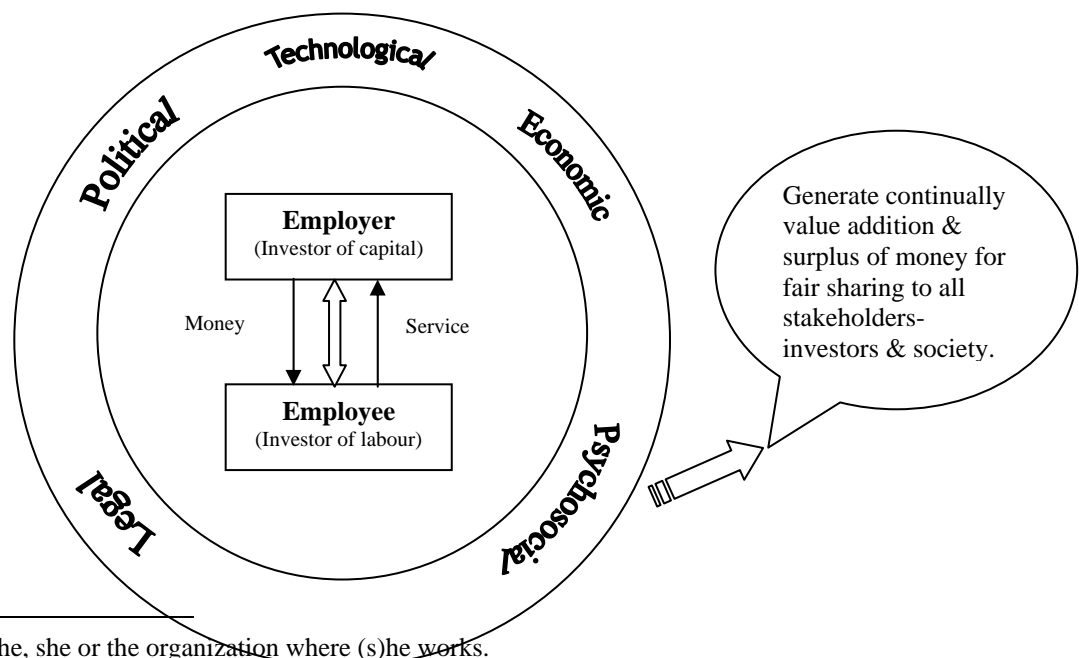 Technological
Political
Economic
Employer
(Investor of capital)
Money
Service
Employee
(Investor of labour)
Legal
Psychosocial
Generate continually
value addition &
surplus of money for
fair sharing to all
stakeholders-
investors & society.
he, she or the organization where (s)he works.